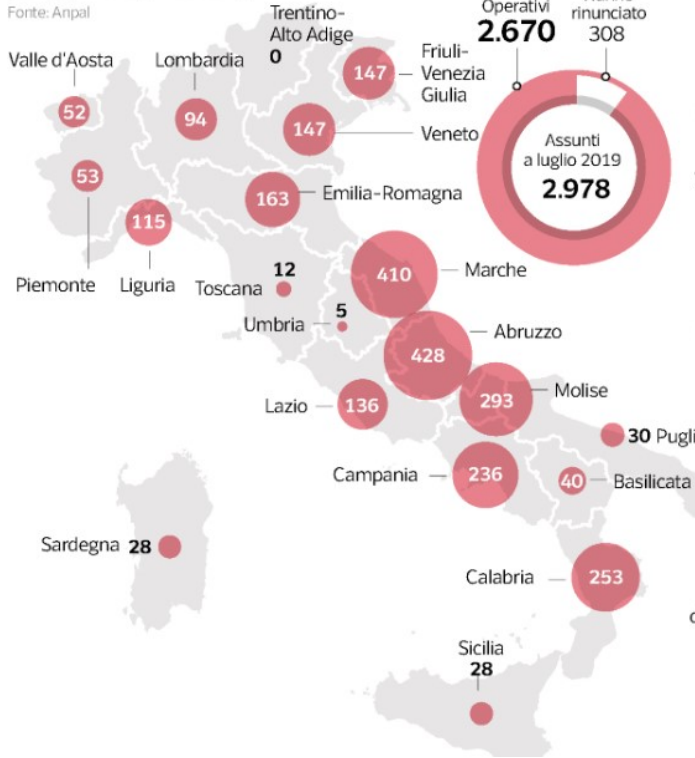 Fonte: Anpal
Trentino-
Alto Adige
0
Operativi
2.670
rinunciato
308
Valle d'Aosta
52
Lombardia
94
147
Friuli-
Venezia
Giulia
147
Veneto
Assunti
a luglio 2019
2.978
53
Piemonte
115
Liguria
163
Emilia-Romagna
12
Toscana
410
Marche
5
Umbria
428
Abruzzo
136
Lazio
293
Molise
30 Pugli
236
Campania
40
Basilicata
Sardegna 28
253
Calabria
Sicilia
28